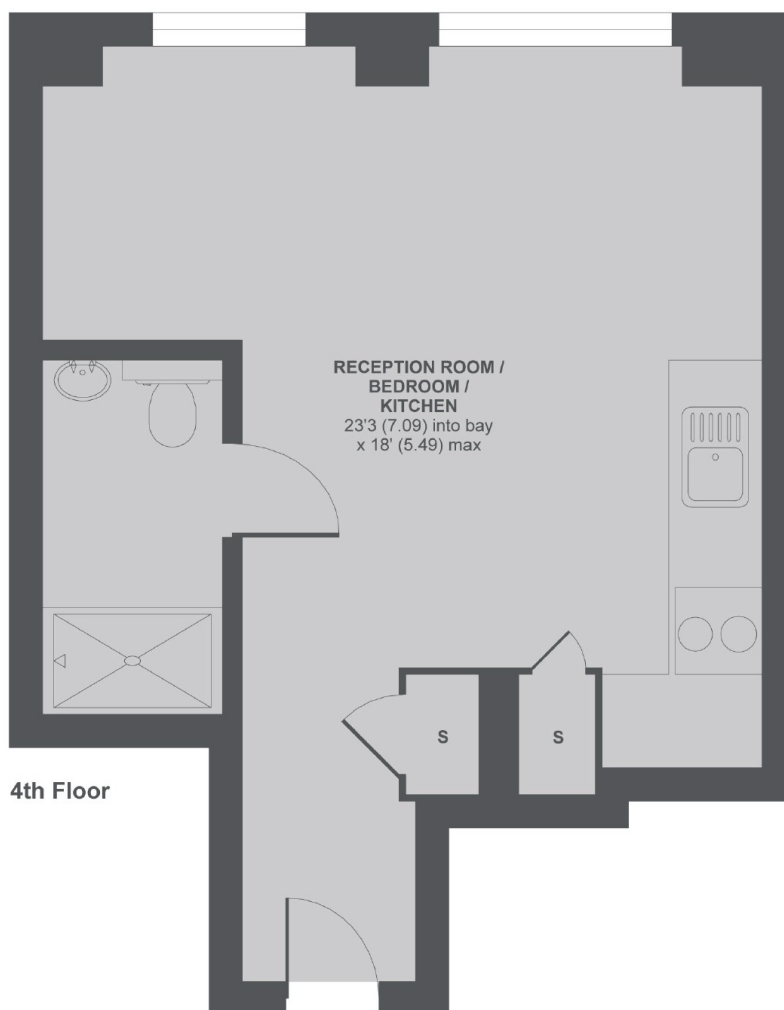 RECEPTION ROOM /
BEDROOM /
KITCHEN
23'3 (7.09) into bay
x 18' (5.49) max
S
S
4th Floor